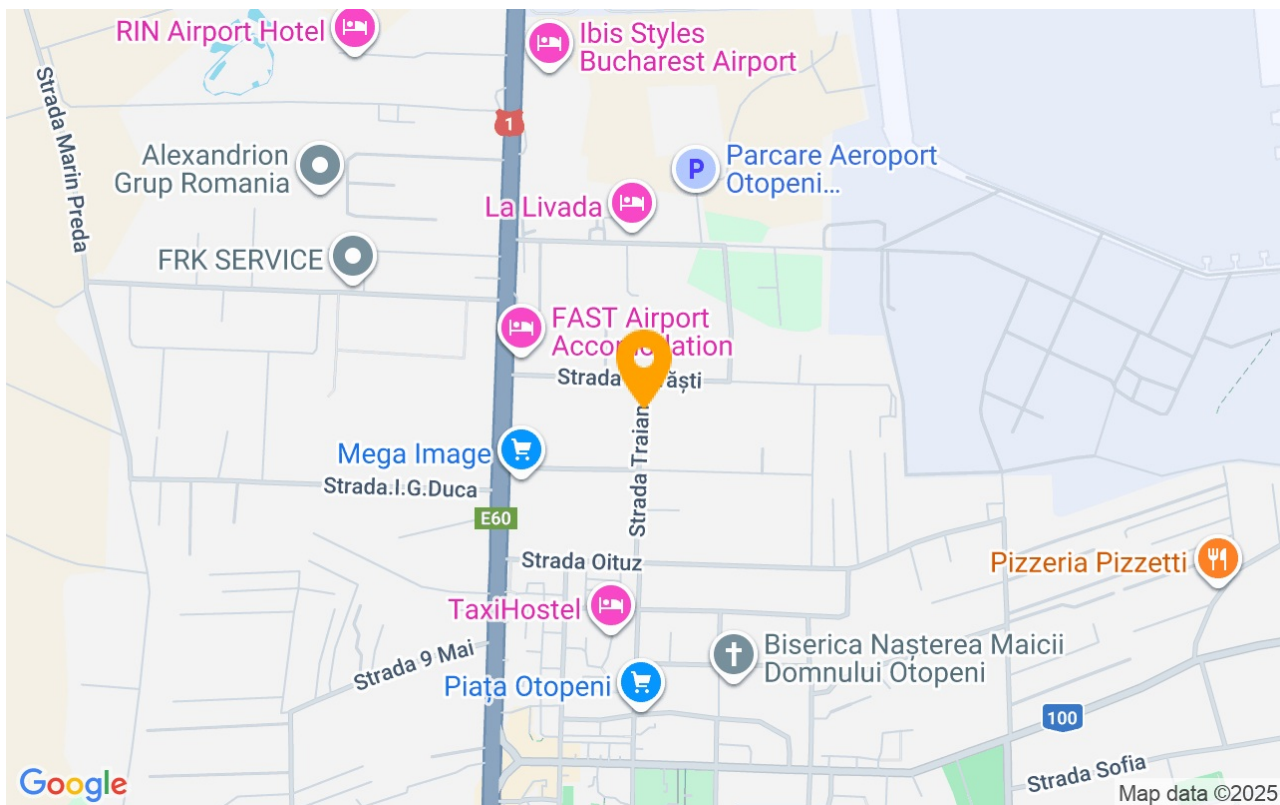 RIN Airport Hotel
Ibis Styles
Bucharest Airport
Strada Marin Preda
1
Alexandrion
Grup Romania
P
Parcare Aeroport
Otopeni...
La Livada
FRK SERVICE
FAST Airport
Strada
Strada Traian
Mega Image
Strada.I.G.Duca
E60
Strada Oituz
Pizzeria Pizzetti
TaxiHostel
Biserica Nașterea Maicii
Domnului Otopeni
Strada 9 Mai
Piața Otopeni
100
Strada Sofia
Google
Map data ©2025